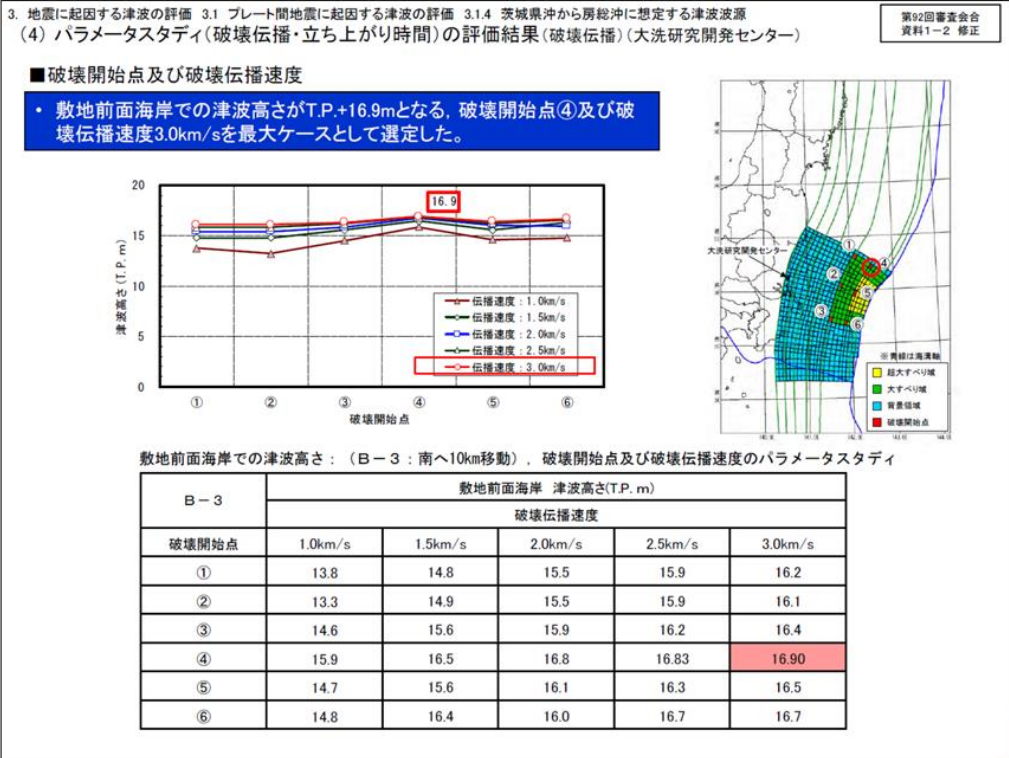 3. 地震に起因する津波の評価 3.1 プレート間地震に起因する津波の評価 3.1.4 茨城県沖から房総沖に想定する津波波源
(4) パラメータスタディ(破壊伝播・立ち上がり時間)の評価結果(破壊伝播)(大洗研究開発センター)
第92回審査会合
資料1-2 修正
■破壊開始点及び破壊伝播速度
・ 敷地前面海岸での津波高さがT.P.+16.9mとなる，破壊開始点④及び破
壊伝播速度3.0km/sを最大ケースとして選定した。
津波高さ(T.P. m)
20
15
10
5
0
16.9
伝播速度：1.0km/s
伝播速度：1.5km/s
伝播速度：2.0km/s
伝播速度：2.5km/s
伝播速度：3.0km/s
① ② ③ ④ ⑤ ⑥
破壊開始点
大洗研究開発センター
①
②
③
④
⑤
⑥
※青線は海溝軸
超大すべり域
大すべり域
背景領域
破壊開始点
敷地前面海岸での津波高さ：（B－3：南へ10km移動），破壊開始点及び破壊伝播速度のパラメータスタディ
B－3 敷地前面海岸 津波高さ(T.P. m)
破壊伝播速度
破壊開始点 1.0km/s 1.5km/s 2.0km/s 2.5km/s 3.0km/s
① 13.8 14.8 15.5 15.9 16.2
② 13.3 14.9 15.5 15.9 16.1
③ 14.6 15.6 15.9 16.2 16.4
④ 15.9 16.5 16.8 16.83 16.90
⑤ 14.7 15.6 16.1 16.3 16.5
⑥ 14.8 16.4 16.0 16.7 16.7